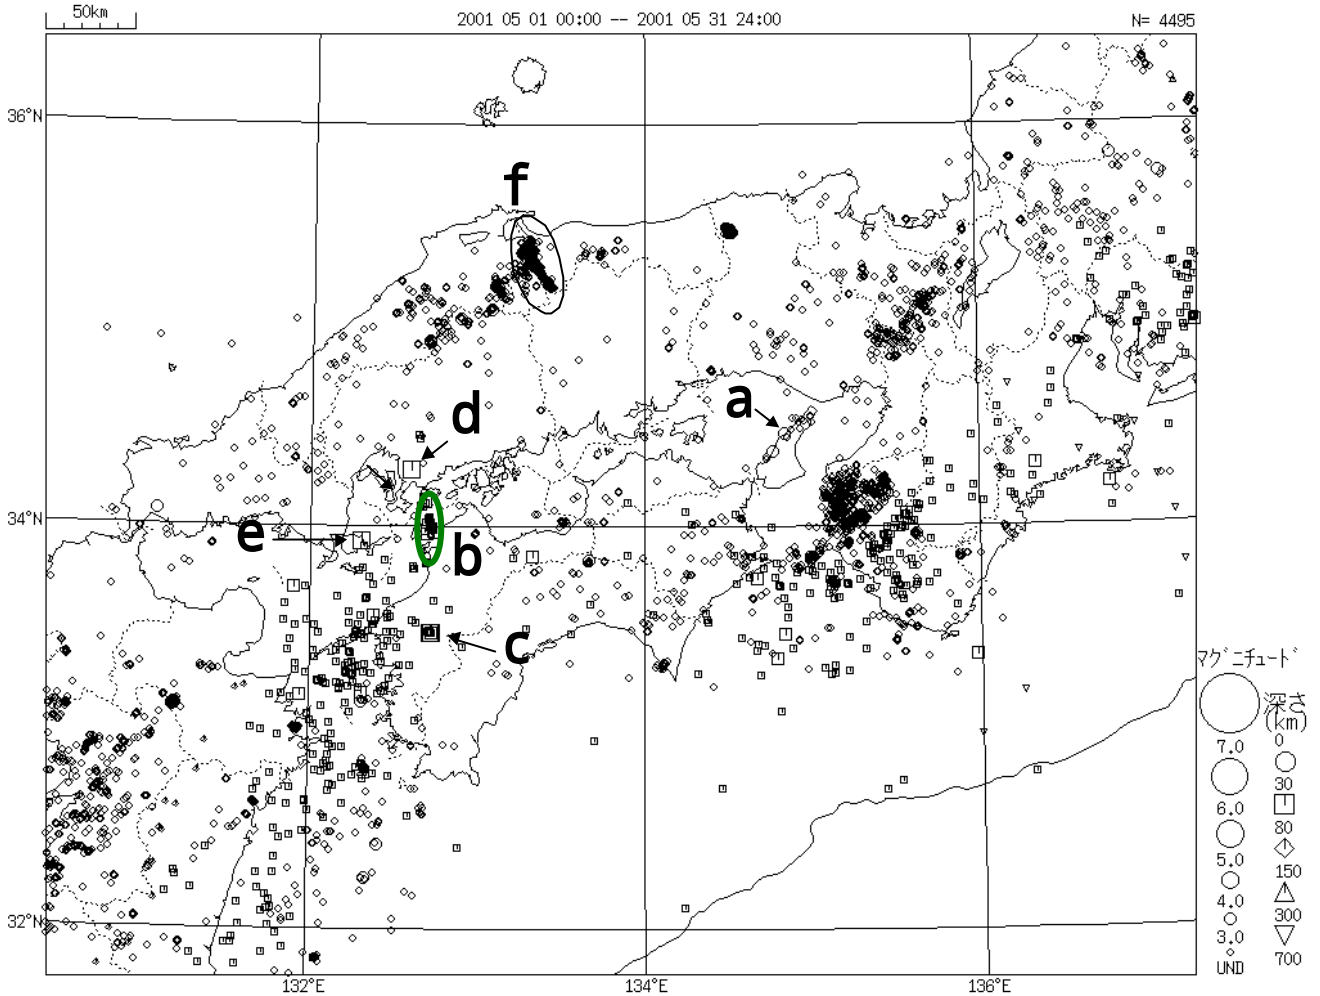 50km
2001 05 01 00:00 -- 2001 05 31 24:00
N= 4495
36°N
f
a
d
34°N
e
b
c
ﾏｸﾞﾆﾁｭｰﾄﾞ
深さ
(km)
0
7.0
30
6.0
80
5.0
150
4.0
300
3.0
700
UND
32°N
132°E
134°E
136°E